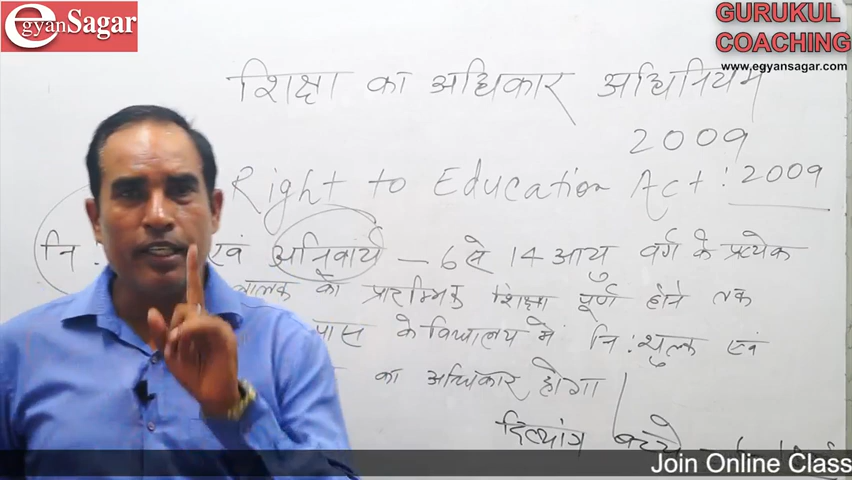 egyanSagar
GURUKUL
COACHING
www.egyansagar.com
शिक्षा का अधिकार अधिनियम
2009
Right to Education Act : 2009
नि : एवं अनिवार्य – 6 से 14 आयु वर्ग के प्रत्येक
बालक को प्रारम्भिक शिक्षा पूर्ण होने तक
पास के विद्यालय में नि:शुल्क एवं
का अधिकार होगा
दिव्यांग बच्चे –
Join Online Class